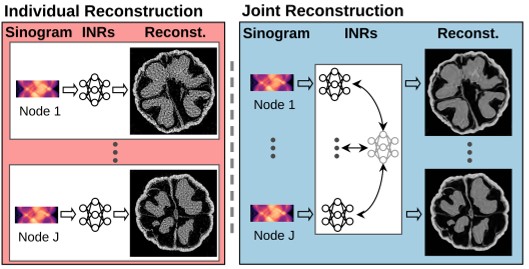 Individual Reconstruction
Sinogram INRs Reconst.
Node 1
Node J
Joint Reconstruction
Sinogram INRs Reconst.
Node 1
Node J